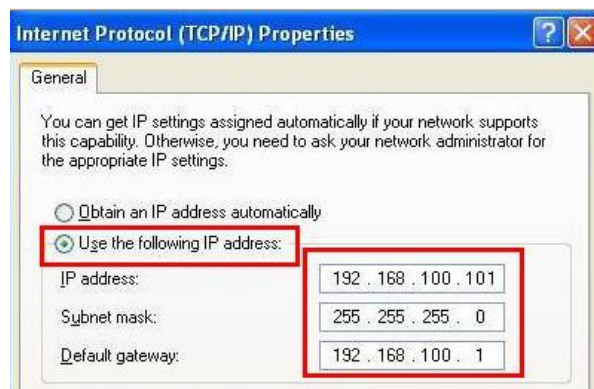 Internet Protocol (TCP/IP) Properties
General
You can get IP settings assigned automatically if your network supports
this capability. Otherwise, you need to ask your network administrator for
the appropriate IP settings.
Obtain an IP address automatically
Use the following IP address:
IP address: 192 . 168 . 100 . 101
Subnet mask: 255 . 255 . 255 . 0
Default gateway: 192 . 168 . 100 . 1